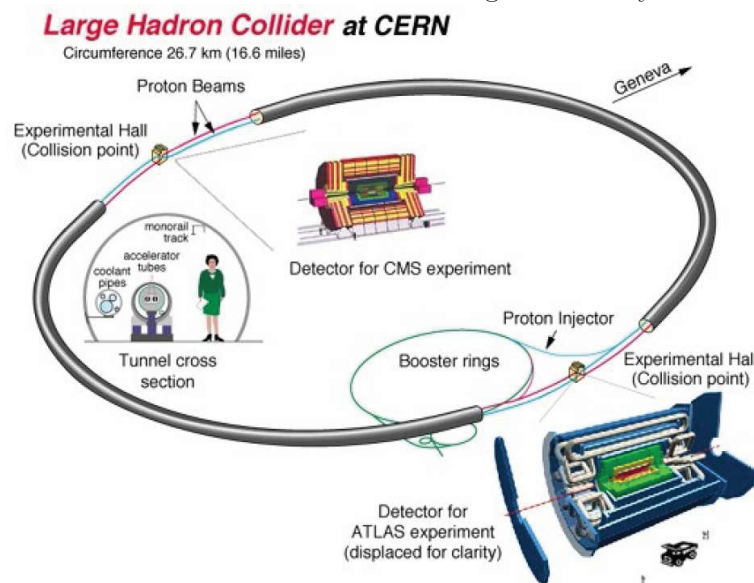 Large Hadron Collider at CERN
Circumference 26.7 km (16.6 miles)
Geneva
Proton Beams
Experimental Hall
(Collision point)
monorail
track
accelerator
tubes
coolant
pipes
Detector for CMS experiment
Tunnel cross
section
Proton Injector
Booster rings
Experimental Hal
(Collision point)
Detector for
ATLAS experiment
(displaced for clarity)